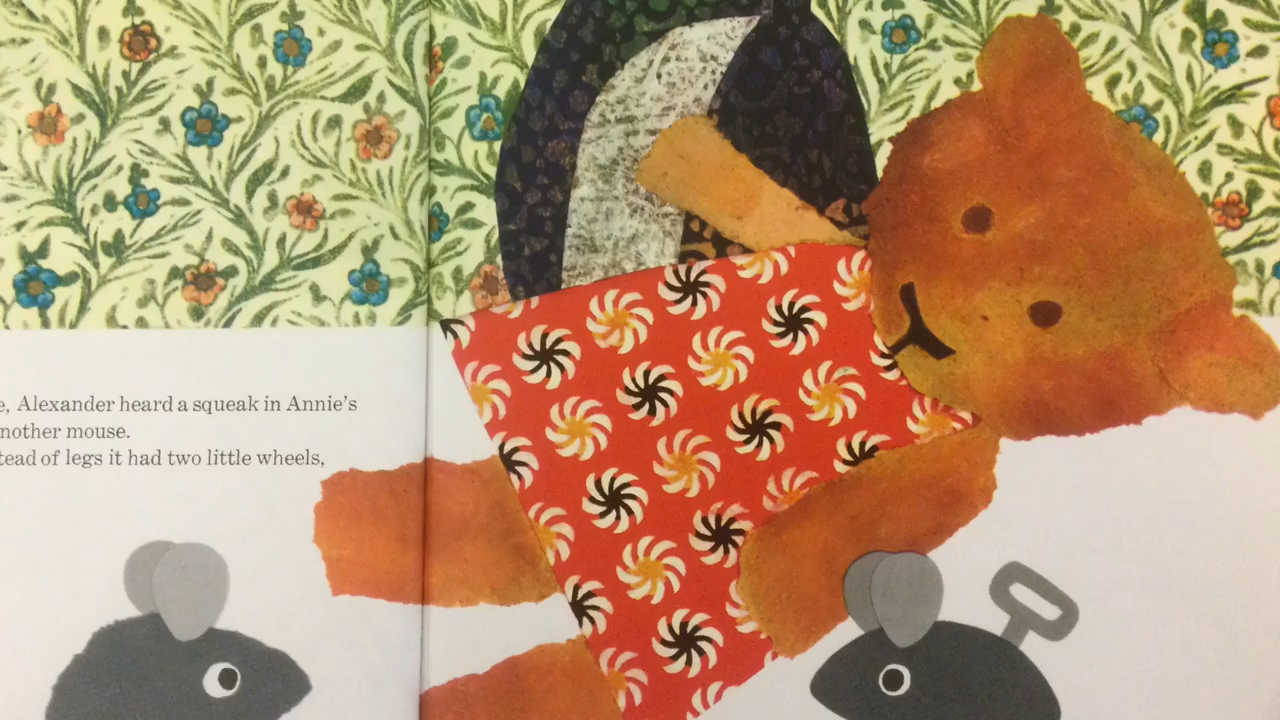 e, Alexander heard a squeak in Annie's
nother mouse.
tead of legs it had two little wheels,